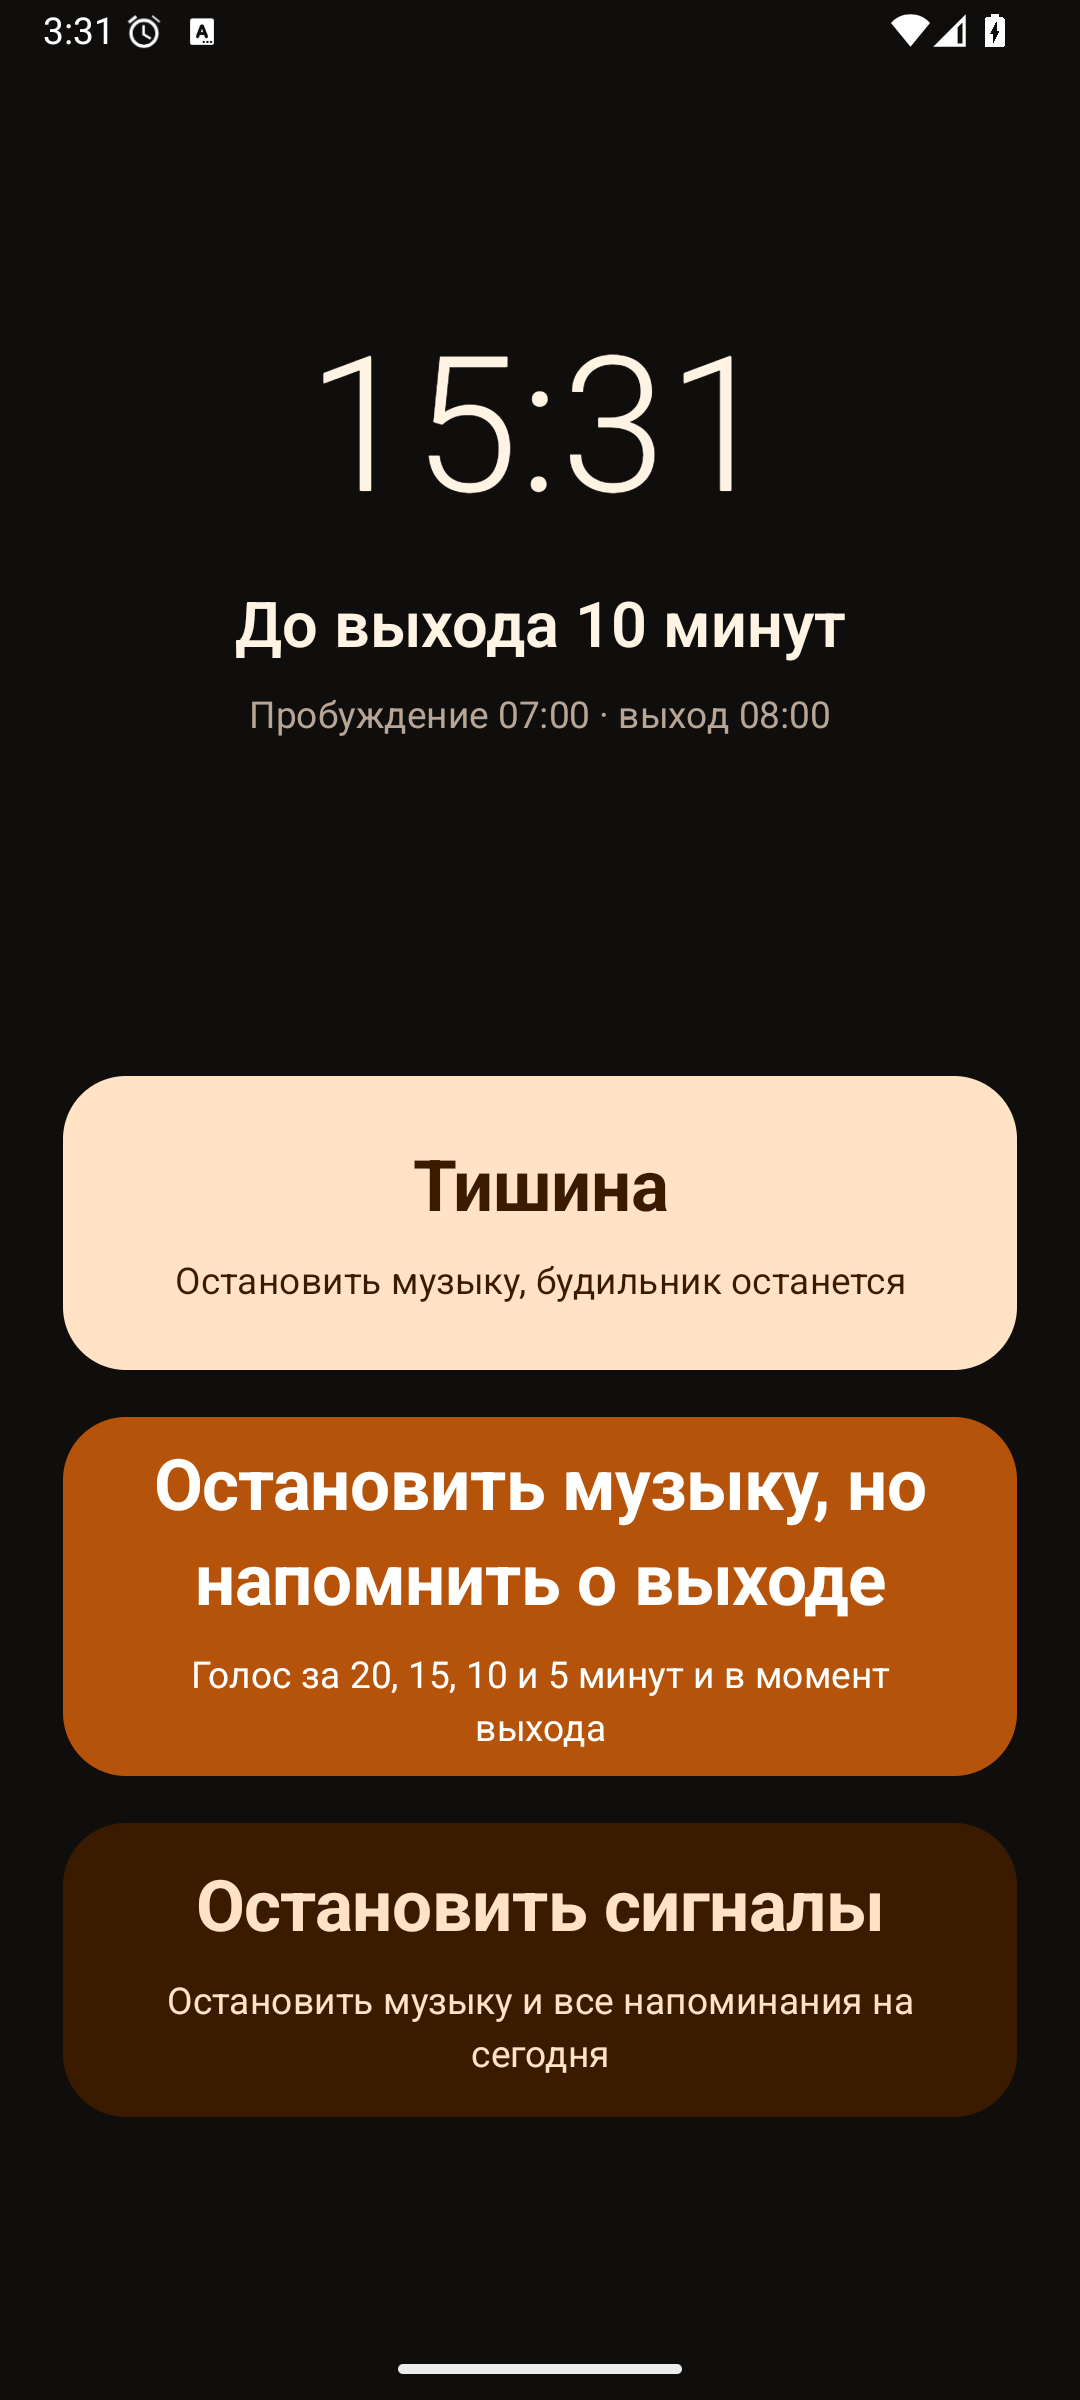 3:31
15:31
До выхода 10 минут
Пробуждение 07:00 · выход 08:00
Тишина
Остановить музыку, будильник останется
Остановить музыку, но
напомнить о выходе
Голос за 20, 15, 10 и 5 минут и в момент
выхода
Остановить сигналы
Остановить музыку и все напоминания на
сегодня